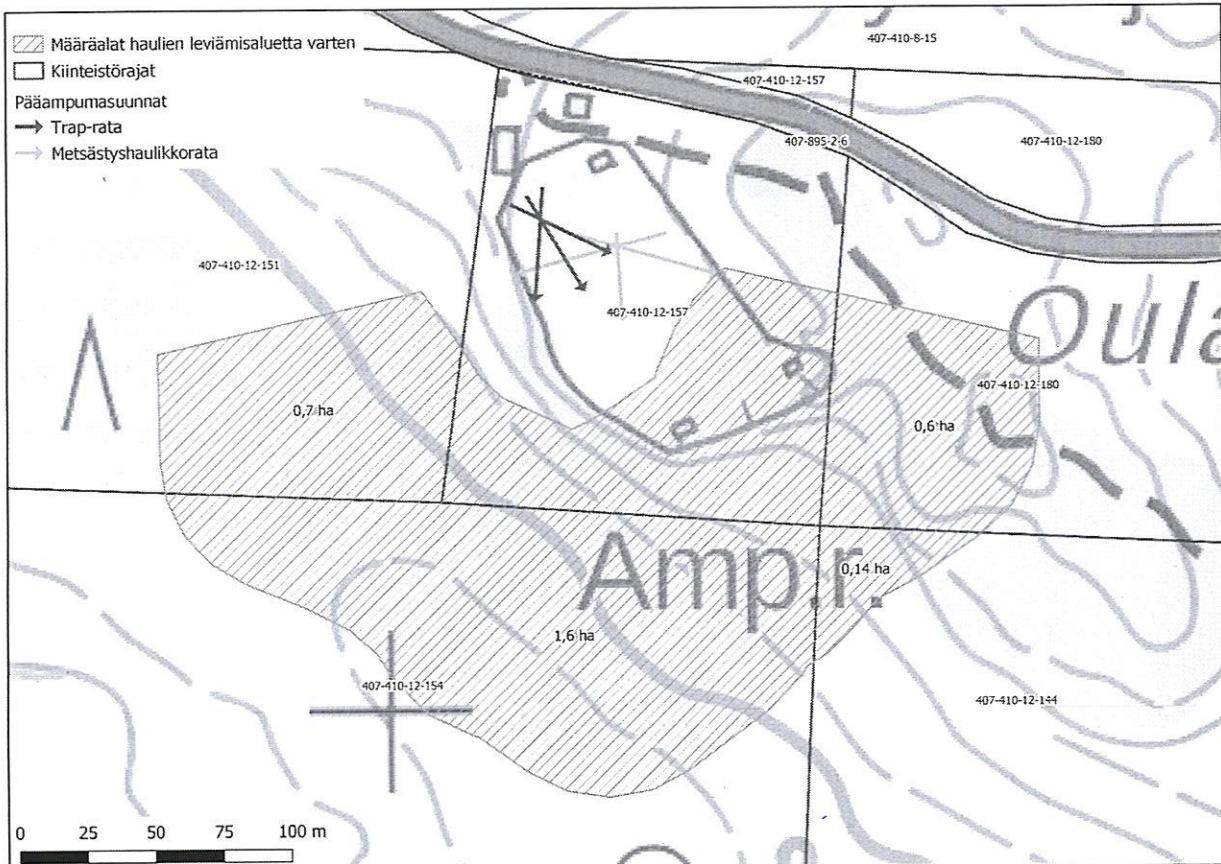 Määräalat haulien leviämisaluetta varten
Kiinteistörajat
Pääampumasuunnat
Trap-rata
Metsästyshaulikkorata
407-410-8-15
407-410-12-157
407-895-2-6
407-410-12-180
407-410-12-151
407-410-12-157
Oula
407-410-12-180
0,7 ha
0,6 ha
Amp.r.
0,14 ha
1,6 ha
407-410-12-154
407-410-12-144
0 25 50 75 100 m